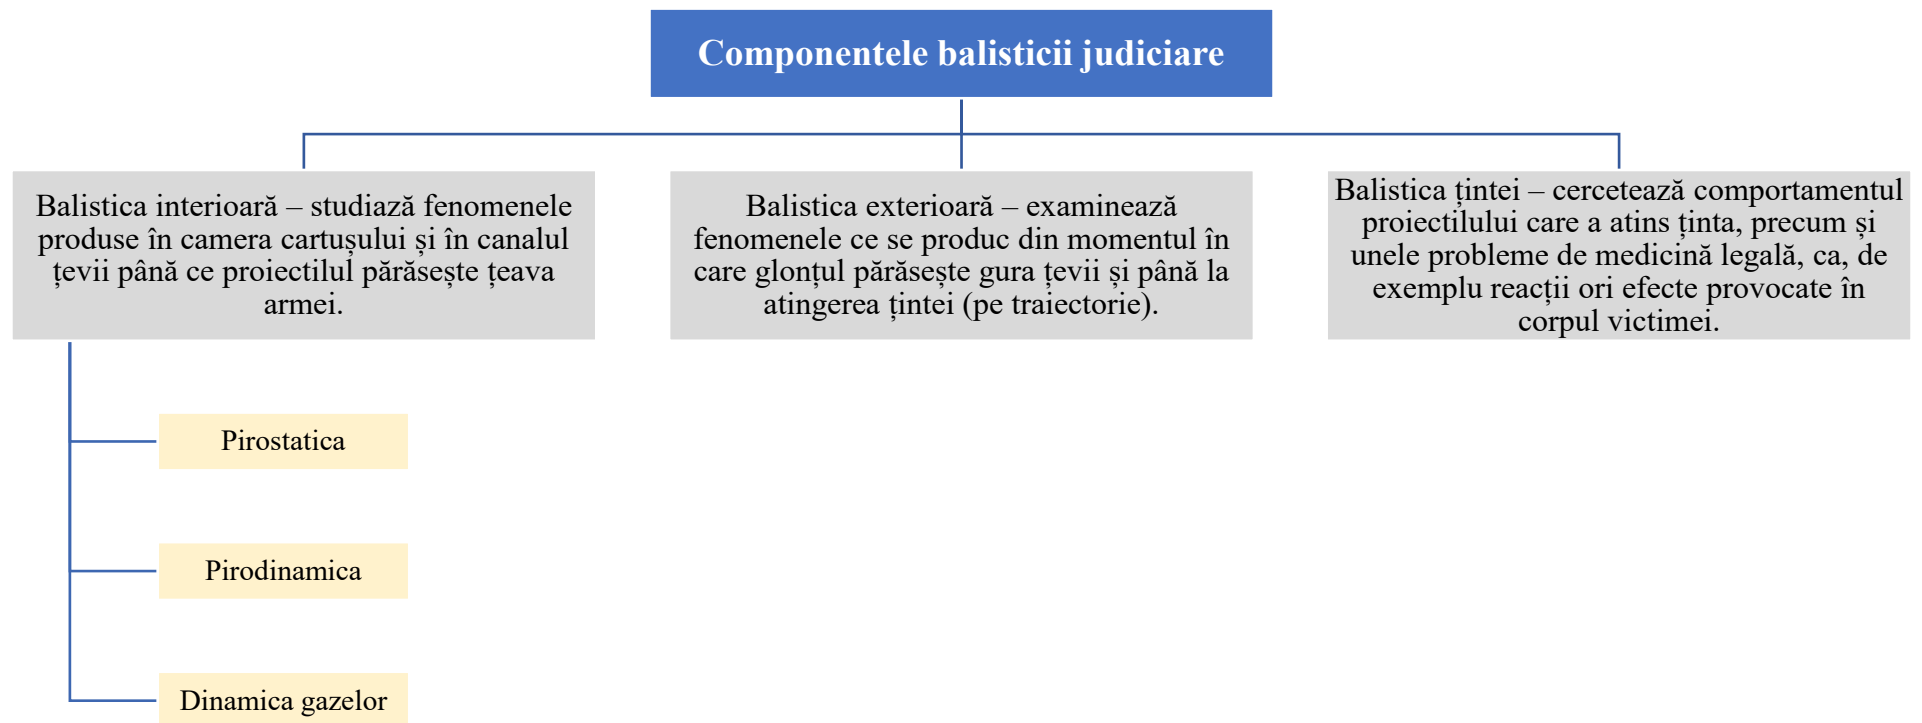 Componentele balisticii judiciare
Balistica interioară – studiază fenomenele
produse în camera cartușului și în canalul
țevii până ce proiectilul părăsește țeava
armei.
Balistica exterioară – examinează
fenomenele ce se produc din momentul în
care glonțul părăsește gura țevii și până la
atingerea țintei (pe traiectorie).
Balistica țintei – cercetează comportamentul
proiectilului care a atins ținta, precum și
unele probleme de medicină legală, ca, de
exemplu reacții ori efecte provocate în
corpul victimei.
Pirostatica
Pirodinamica
Dinamica gazelor